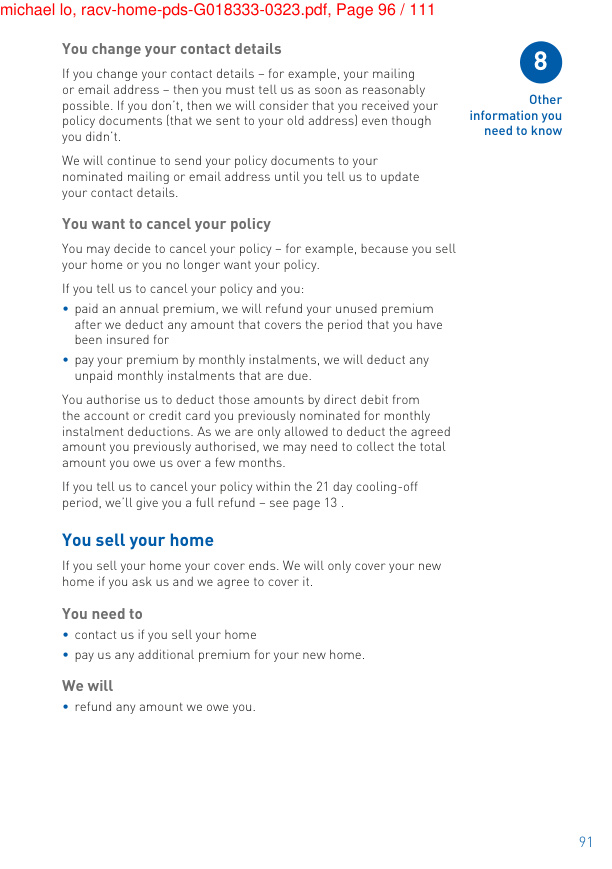 michael lo, racv-home-pds-G018333-0323.pdf, Page 96 / 111
8
Other
information you
need to know
You change your contact details
If you change your contact details – for example, your mailing
or email address – then you must tell us as soon as reasonably
possible. If you don't, then we will consider that you received your
policy documents (that we sent to your old address) even though
you didn't.
We will continue to send your policy documents to your
nominated mailing or email address until you tell us to update
your contact details.
You want to cancel your policy
You may decide to cancel your policy – for example, because you sell
your home or you no longer want your policy.
If you tell us to cancel your policy and you:
• paid an annual premium, we will refund your unused premium
after we deduct any amount that covers the period that you have
been insured for
• pay your premium by monthly instalments, we will deduct any
unpaid monthly instalments that are due.
You authorise us to deduct those amounts by direct debit from
the account or credit card you previously nominated for monthly
instalment deductions. As we are only allowed to deduct the agreed
amount you previously authorised, we may need to collect the total
amount you owe us over a few months.
If you tell us to cancel your policy within the 21 day cooling-off
period, we'll give you a full refund – see page 13 .
You sell your home
If you sell your home your cover ends. We will only cover your new
home if you ask us and we agree to cover it.
You need to
• contact us if you sell your home
• pay us any additional premium for your new home.
We will
• refund any amount we owe you.
91